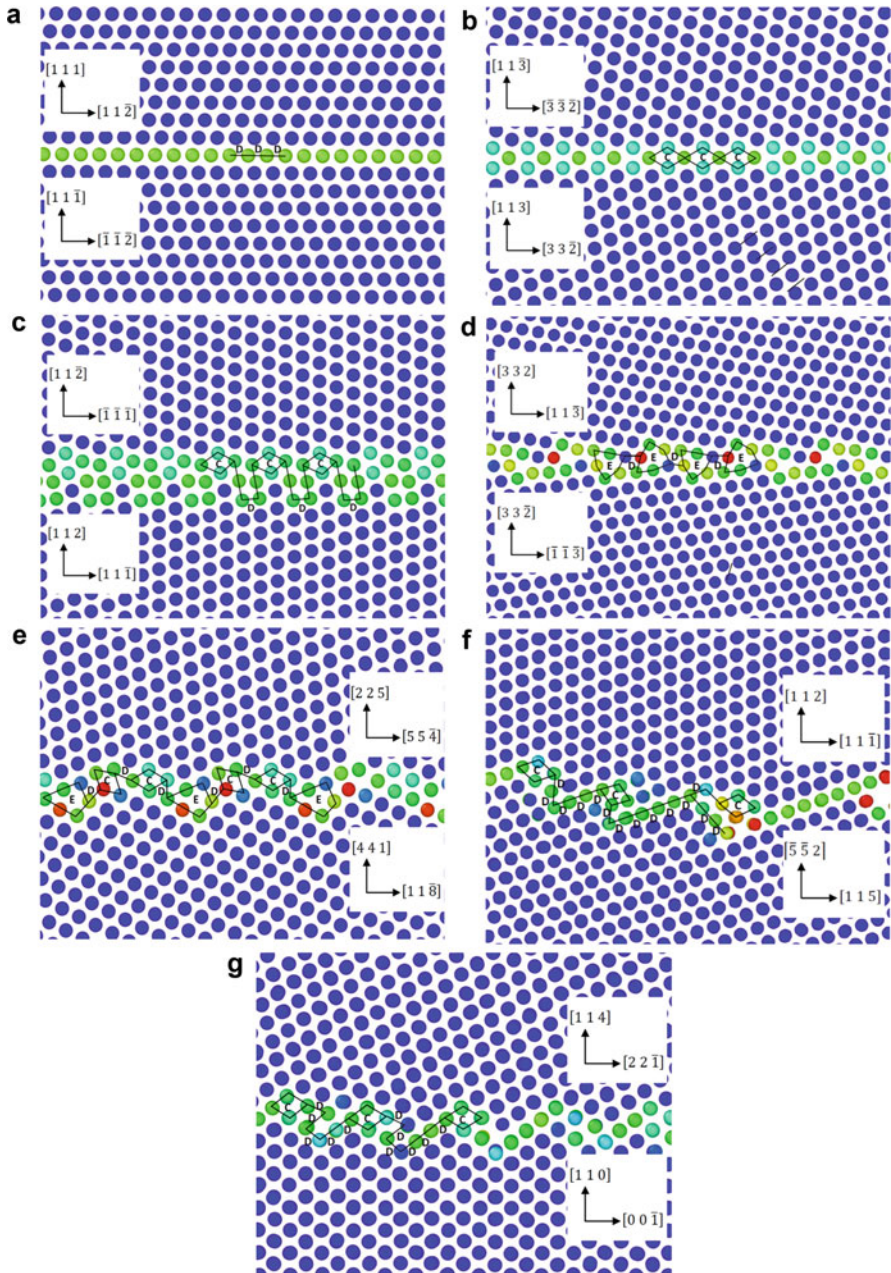 a
[1 1 1]
[1 1 2̄]
D D D
[1 1 1̄]
[1̄ 1̄ 2̄]
b
[1 1 3̄]
[3̄ 3̄ 2̄]
C C C
[1 1 3]
[3 3 2̄]
c
[1 1 2̄]
[1̄ 1̄ 1̄]
C C C
D D D
[1 1 2]
[1 1 1̄]
d
[3 3 2]
[1 1 3̄]
E D E D E D E
[3 3 2̄]
[1̄ 1̄ 3̄]
e
[2 2 5]
[5 5 4̄]
E D C D C D E D C D C D E
[4 4 1]
[1 1 8̄]
f
[1 1 2]
[1 1 1̄]
C D D D D D C D D D D D D D D D D C
[5̄ 5̄ 2]
[1 1 5]
g
[1 1 4]
[2 2 1̄]
C D D D D D C D D D D D D C
[1 1 0]
[0 0 1̄]